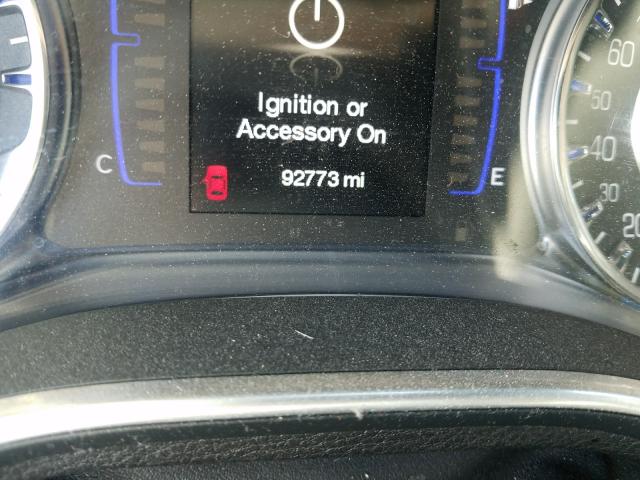 Ignition or
Accessory On
92773 mi
C
E
60
50
40
30
20